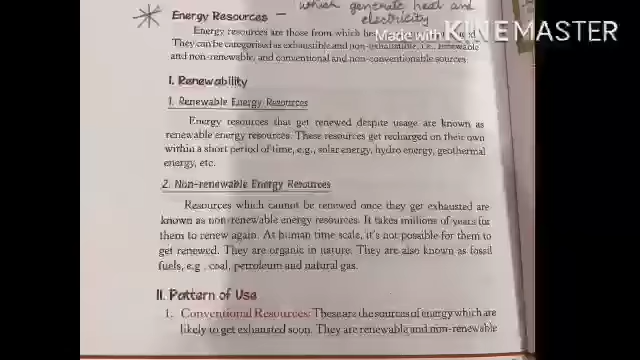 which generate heat and
Energy Resources - electricity
Made with KINEMASTER
Energy resources are those from which
They can be categorised as exhaustible and non-exhaustible, i.e., renewable
and non-renewable, and conventional and non-conventionable sources
I. Renewability
1. Renewable Energy Resources
Energy resources that get renewed despite usage are known as
renewable energy resources. These resources get recharged on their own
within a short period of time, e.g., solar energy, hydro energy, geothermal
energy, etc.
2. Non-renewable Energy Resources
Resources which cannot be renewed once they get exhausted are
known as non-renewable energy resources. It takes millions of years for
them to renew again. At human time scale, it's not possible for them to
get renewed. They are organic in nature. They are also known as fossil
fuels, e.g., coal, petroleum and natural gas.
II. Pattern of Use
1. Conventional Resources: These are the sources of energy which are
likely to get exhausted soon. They are renewable and non-renewable